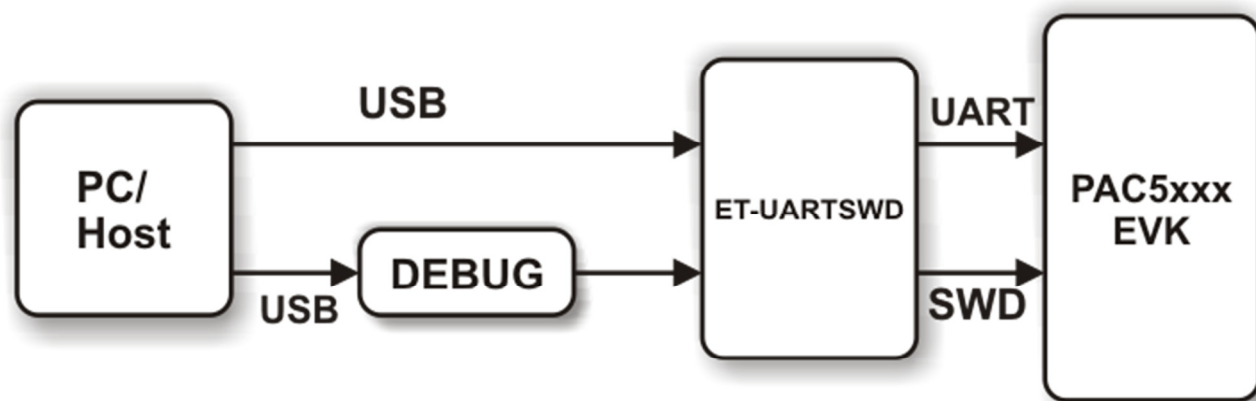 USB
UART
PC/
Host
ET-UARTSWD
PAC5xxx
EVK
DEBUG
USB
SWD